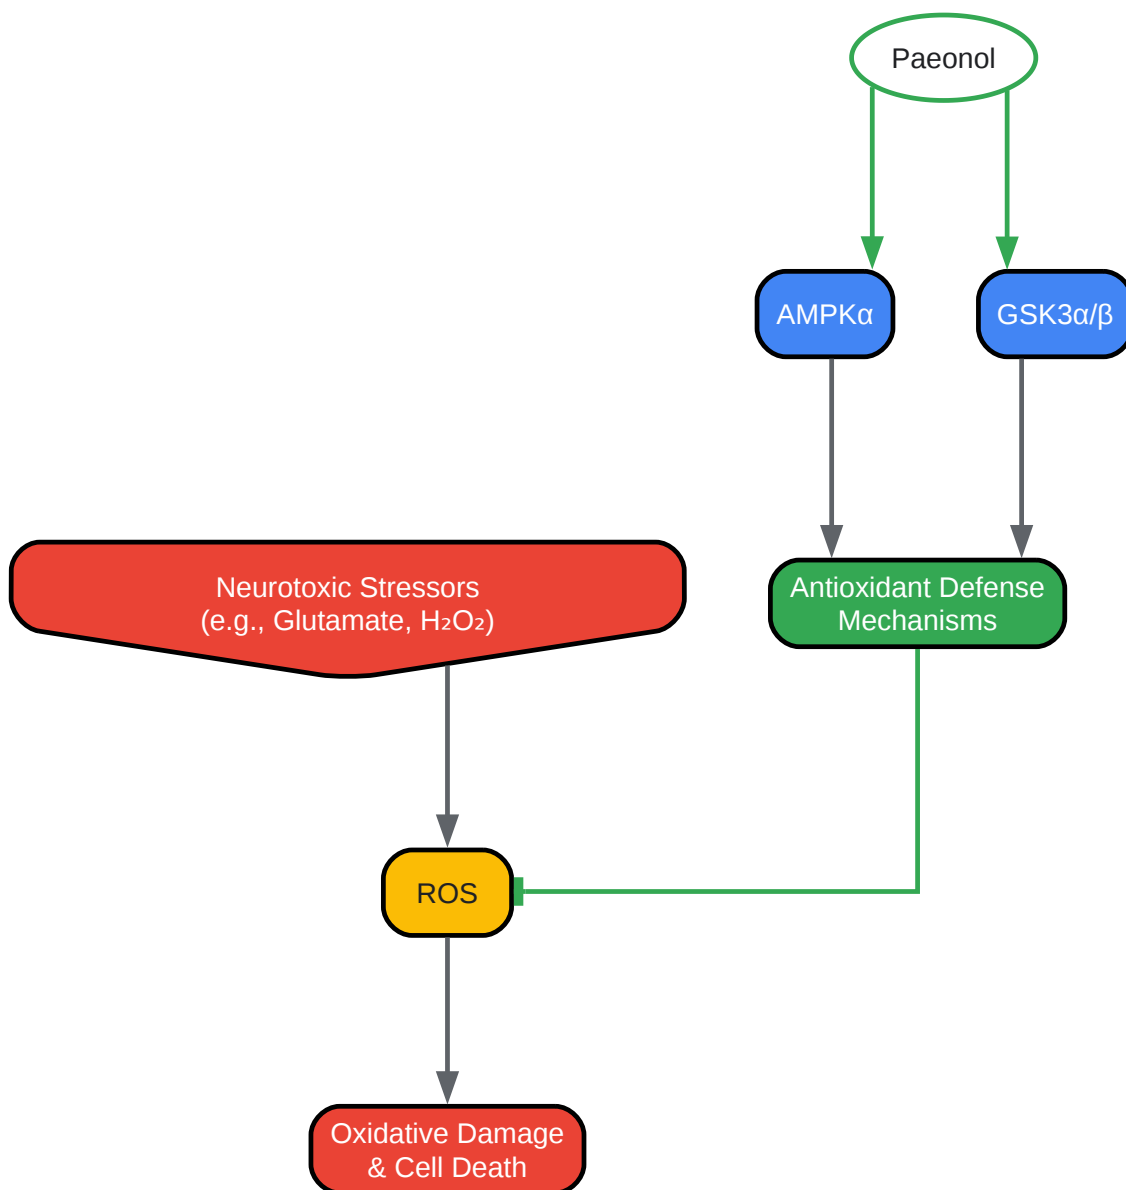 Paeonol
AMPKα
GSK3α/β
Neurotoxic Stressors
(e.g., Glutamate, H₂O₂)
Antioxidant Defense
Mechanisms
ROS
Oxidative Damage
& Cell Death